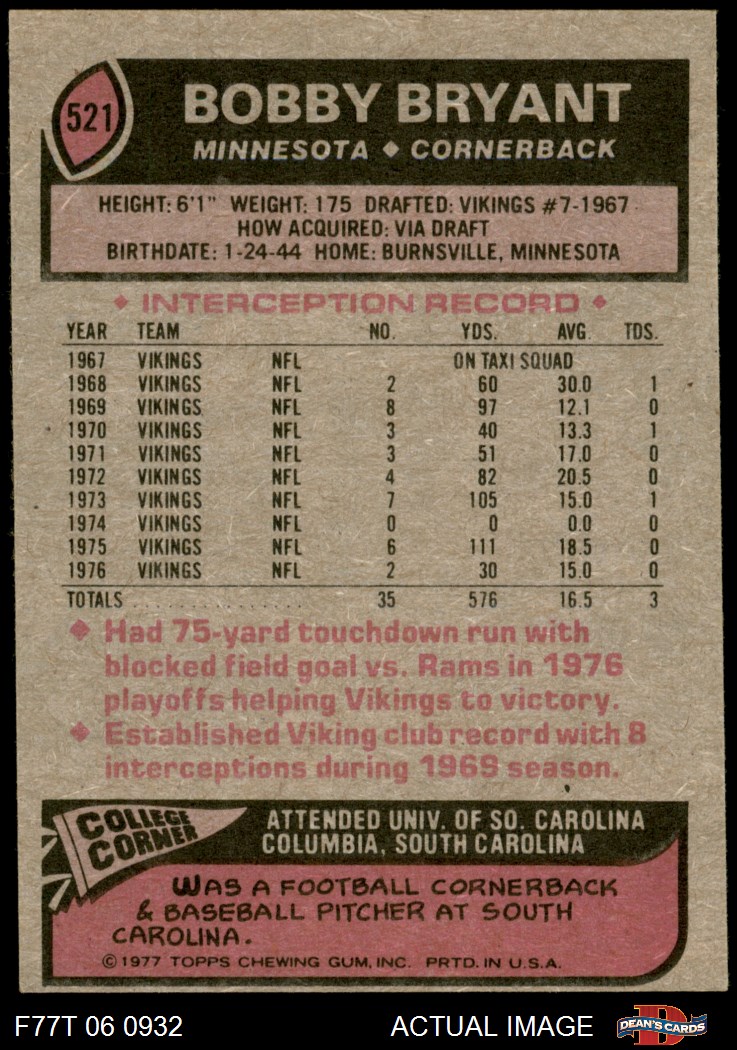 521
BOBBY BRYANT
MINNESOTA ◆ CORNERBACK
HEIGHT: 6'1" WEIGHT: 175 DRAFTED: VIKINGS #7-1967
HOW ACQUIRED: VIA DRAFT
BIRTHDATE: 1-24-44 HOME: BURNSVILLE, MINNESOTA
◆ INTERCEPTION RECORD ◆
YEAR TEAM NO. YDS. AVG. TDS.
1967 VIKINGS NFL ON TAXI SQUAD
1968 VIKINGS NFL 2 60 30.0 1
1969 VIKINGS NFL 8 97 12.1 0
1970 VIKINGS NFL 3 40 13.3 1
1971 VIKINGS NFL 3 51 17.0 0
1972 VIKINGS NFL 4 82 20.5 0
1973 VIKINGS NFL 7 105 15.0 1
1974 VIKINGS NFL 0 0 0.0 0
1975 VIKINGS NFL 6 111 18.5 0
1976 VIKINGS NFL 2 30 15.0 0
TOTALS . . . . . . . . . . . . . . . . . 35 576 16.5 3
◆ Had 75-yard touchdown run with
blocked field goal vs. Rams in 1976
playoffs helping Vikings to victory.
◆ Established Viking club record with 8
interceptions during 1969 season.
COLLEGE
CORNER
ATTENDED UNIV. OF SO. CAROLINA
COLUMBIA, SOUTH CAROLINA
WAS A FOOTBALL CORNERBACK
& BASEBALL PITCHER AT SOUTH
CAROLINA.
© 1977 TOPPS CHEWING GUM, INC. PRTD. IN U.S.A.
F77T 06 0932 ACTUAL IMAGE D DEAN'S CARDS